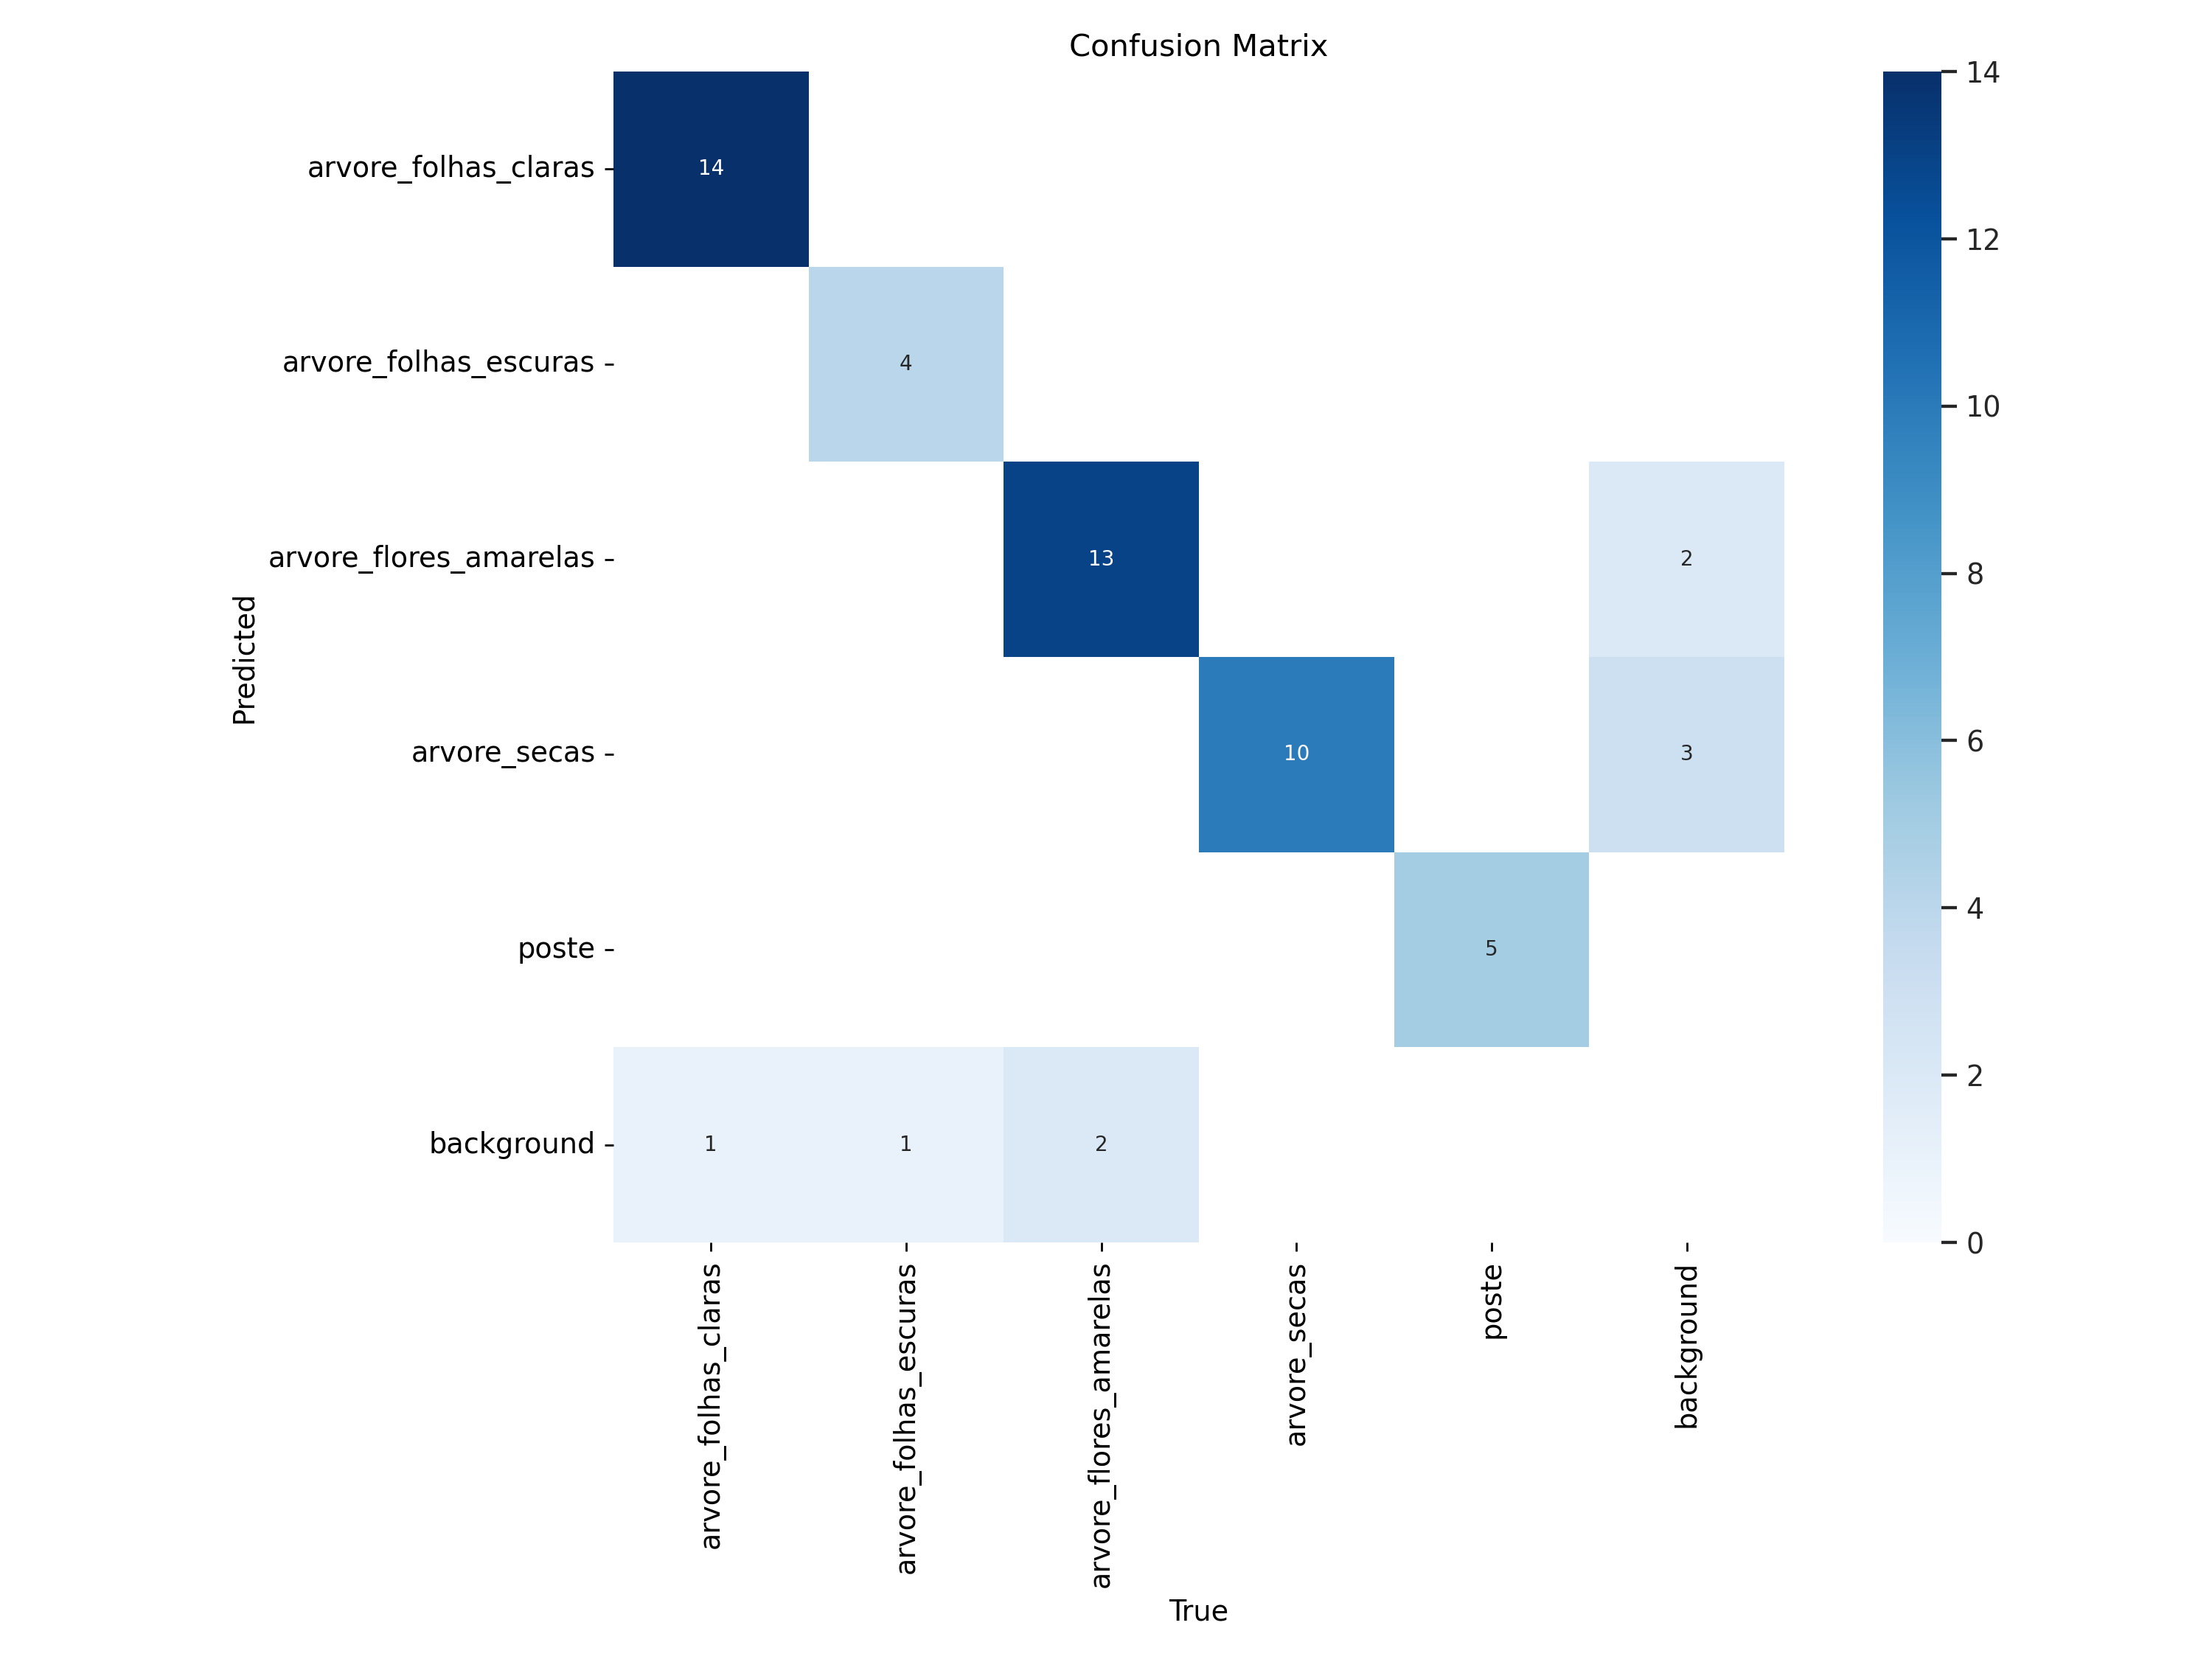 Confusion Matrix
arvore_folhas_claras
14
arvore_folhas_escuras
4
arvore_flores_amarelas
13
2
arvore_secas
10
3
poste
5
background
1
1
2
Predicted
arvore_folhas_claras
arvore_folhas_escuras
arvore_flores_amarelas
arvore_secas
poste
background
True
14
12
10
8
6
4
2
0